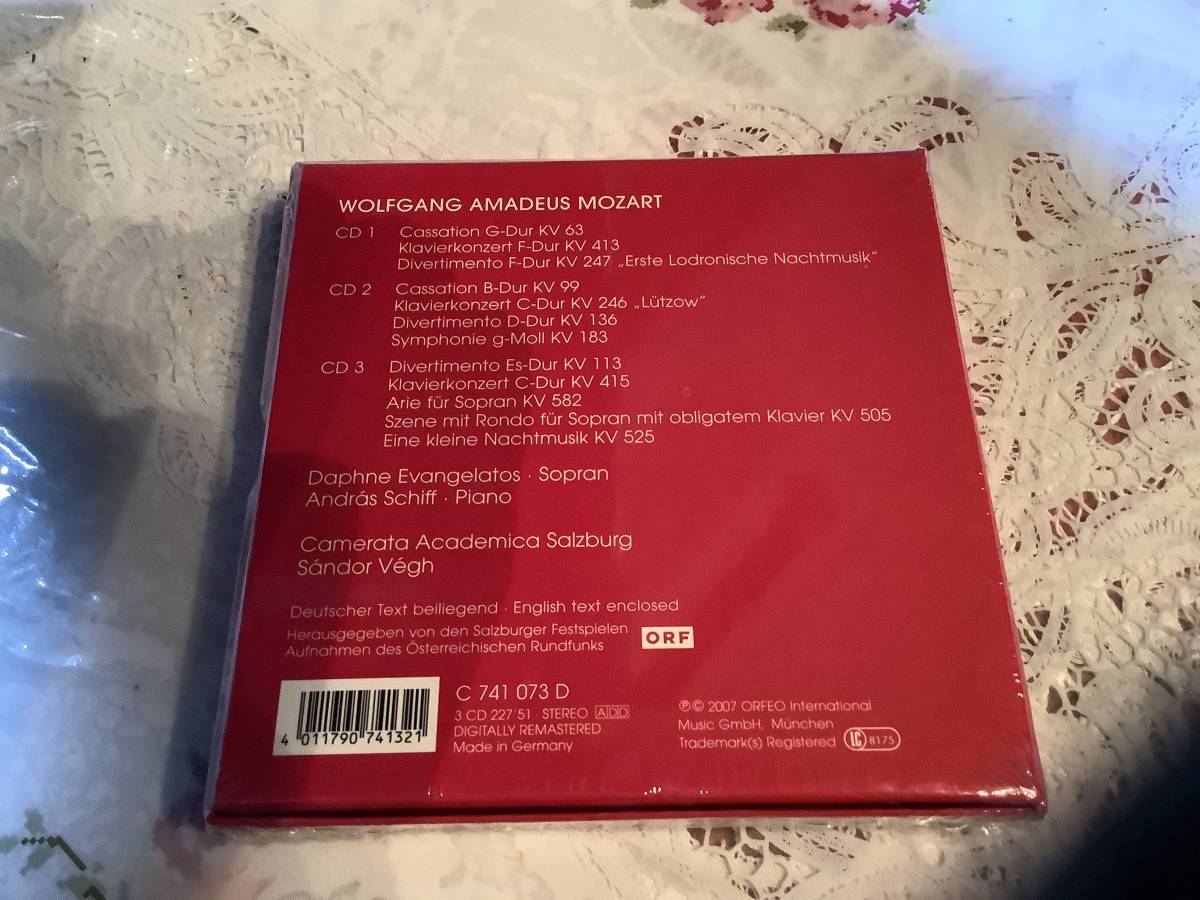 WOLFGANG AMADEUS MOZART
CD 1 Cassation G-Dur KV 63
Klavierkonzert F-Dur KV 413
Divertimento F-Dur KV 247 „Erste Lodronische Nachtmusik"
CD 2 Cassation B-Dur KV 99
Klavierkonzert C-Dur KV 246 „Lützow"
Divertimento D-Dur KV 136
Symphonie g-Moll KV 183
CD 3 Divertimento Es-Dur KV 113
Klavierkonzert C-Dur KV 415
Arie für Sopran KV 582
Szene mit Rondo für Sopran mit obligatem Klavier KV 505
Eine kleine Nachtmusik KV 525
Daphne Evangelatos · Sopran
András Schiff · Piano
Camerata Academica Salzburg
Sándor Végh
Deutscher Text beiliegend · English text enclosed
Herausgegeben von den Salzburger Festspielen
Aufnahmen des Österreichischen Rundfunks
ORF
4 011790 741321
C 741 073 D
3 CD 227'51 · STEREO ADD
DIGITALLY REMASTERED
Made in Germany
℗© 2007 ORFEO International
Music GmbH, München
Trademark(s) Registered LC 8175